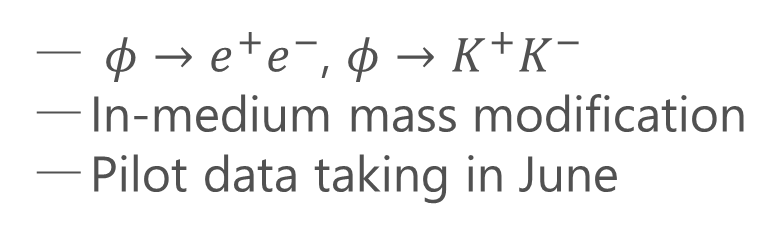 — ϕ → e⁺e⁻, ϕ → K⁺K⁻
— In-medium mass modification
— Pilot data taking in June